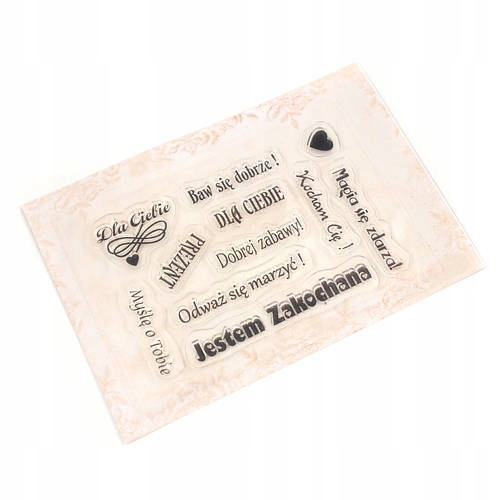 Dla Ciebie
Baw się dobrze !
DLA CIEBIE
PREZENT
Dobrej zabawy!
Kocham Cię !
Magia się zdarza!
Odważ się marzyć !
Myślę o Tobie
Jestem Zakochana